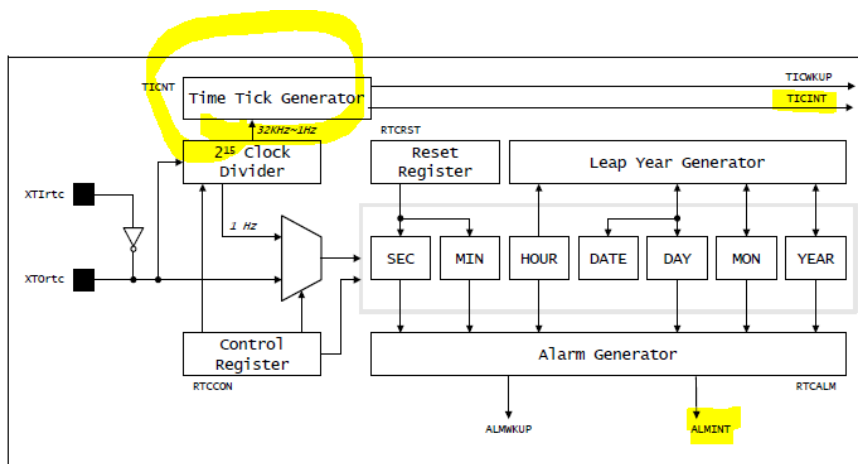 TICNT
Time Tick Generator
TICWKUP
TICINT
32KHz~1Hz
RTCRST
2¹⁵ Clock
Divider
Reset
Register
Leap Year Generator
XTIrtc
1 Hz
XTOrtc
SEC
MIN
HOUR
DATE
DAY
MON
YEAR
Control
Register
Alarm Generator
RTCCON
RTCALM
ALMWKUP
ALMINT